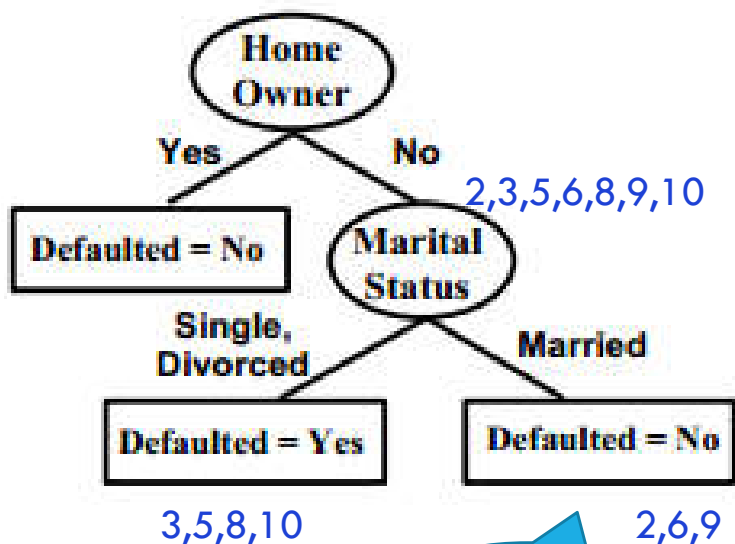 Home
Owner
Yes
No
2,3,5,6,8,9,10
Defaulted = No
Marital
Status
Single,
Divorced
Married
Defaulted = Yes
Defaulted = No
3,5,8,10
2,6,9